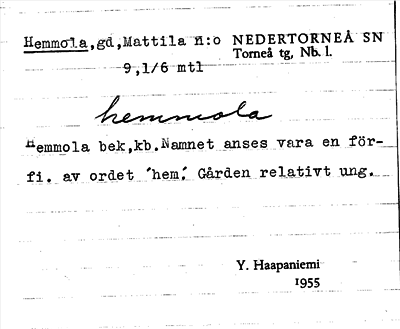 Hemmola,gd,Mattila n:o NEDERTORNEÅ SN
9,1/6 mtl Torneå tg, Nb. l.
hemmola
Hemmola bek,kb.Namnet anses vara en för-
fi. av ordet "hem". Gården relativt ung.
Y. Haapaniemi
1955